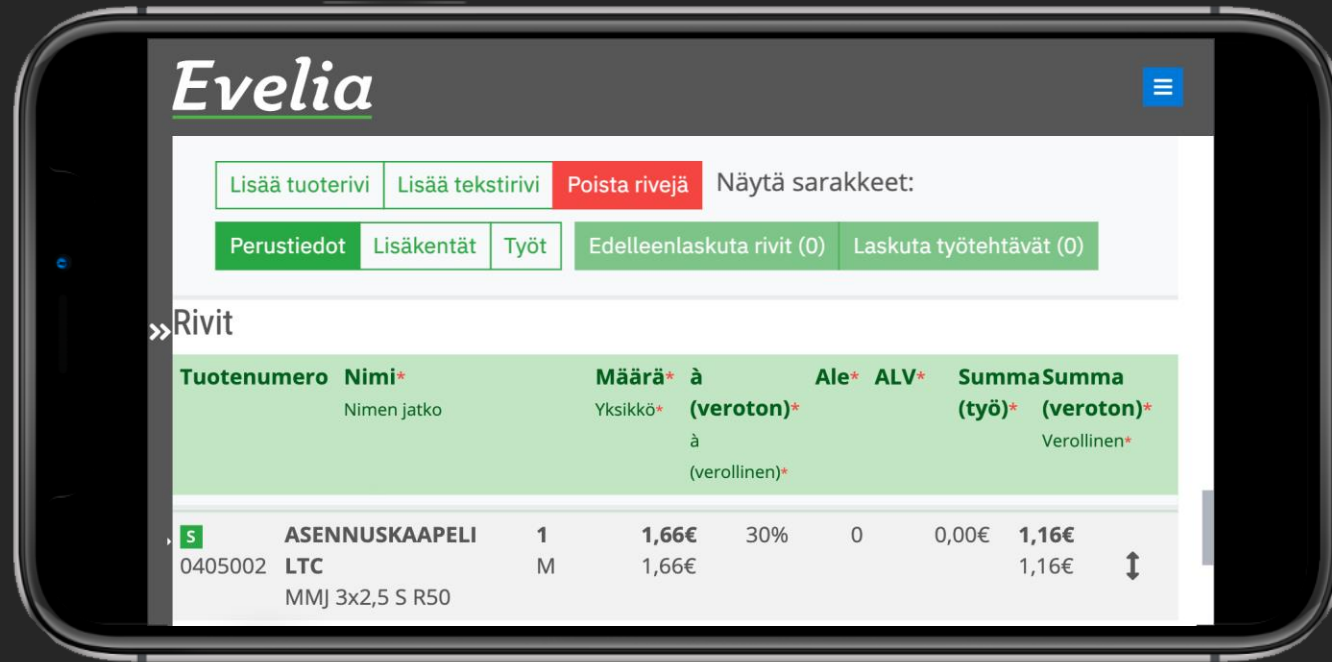 Evelia
Lisää tuoterivi Lisää tekstirivi Poista rivejä Näytä sarakkeet:
Perustiedot Lisäkentät Työt Edelleenlaskuta rivit (0) Laskuta työtehtävät (0)
Rivit
Tuotenumero Nimi* Määrä* à Ale* ALV* Summa Summa
Nimen jatko Yksikkö* (veroton)* (työ)* (veroton)*
à Verollinen*
(verollinen)*
S ASENNUSKAAPELI 1 1,66€ 30% 0 0,00€ 1,16€
0405002 LTC M 1,66€ 1,16€
MMJ 3x2,5 S R50